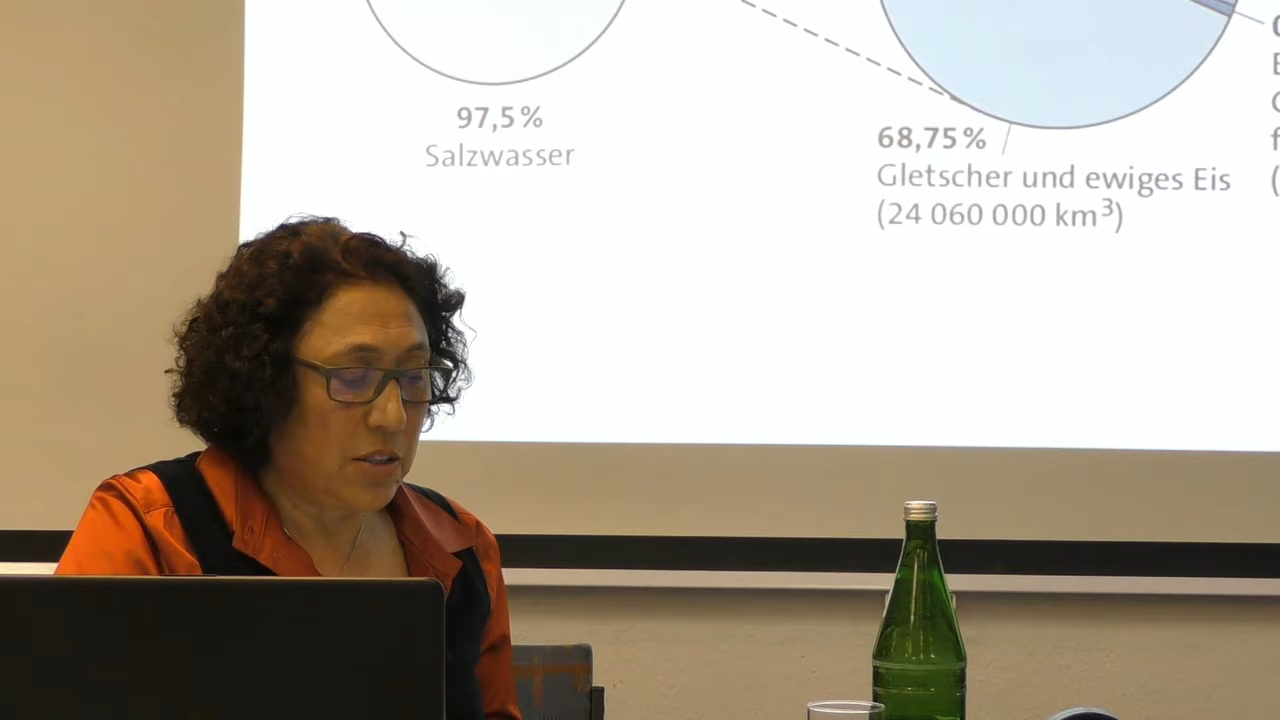 97,5%
Salzwasser
68,75%
Gletscher und ewiges Eis
(24 060 000 km³)